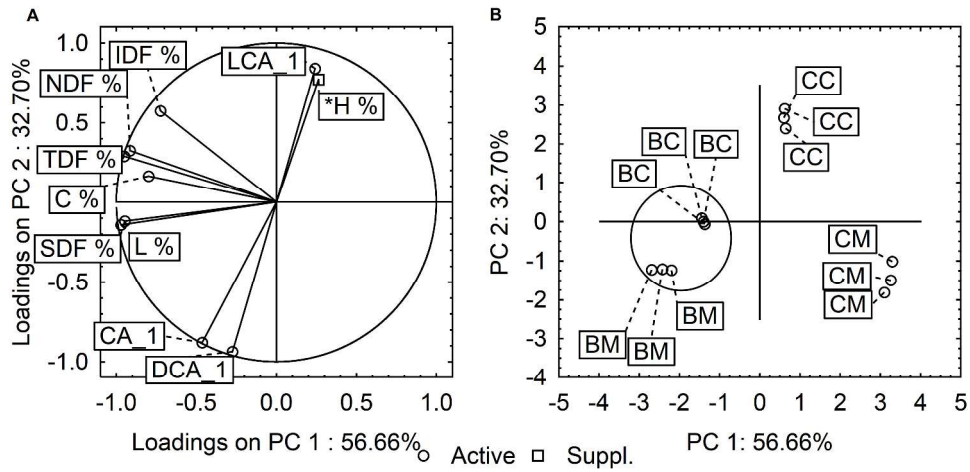 A
Loadings on PC 2 : 32.70%
1.0
0.5
0.0
-0.5
-1.0
IDF %
NDF %
TDF %
C %
SDF %
L %
CA_1
DCA_1
LCA_1
*H %
-1.0 -0.5 0.0 0.5 1.0
Loadings on PC 1 : 56.66%
B
PC 2: 32.70%
5
4
3
2
1
0
-1
-2
-3
-4
CC
CC
CC
BC
BC
BC
CM
CM
CM
BM
BM
BM
-5 -4 -3 -2 -1 0 1 2 3 4 5
PC 1: 56.66%
Active Suppl.